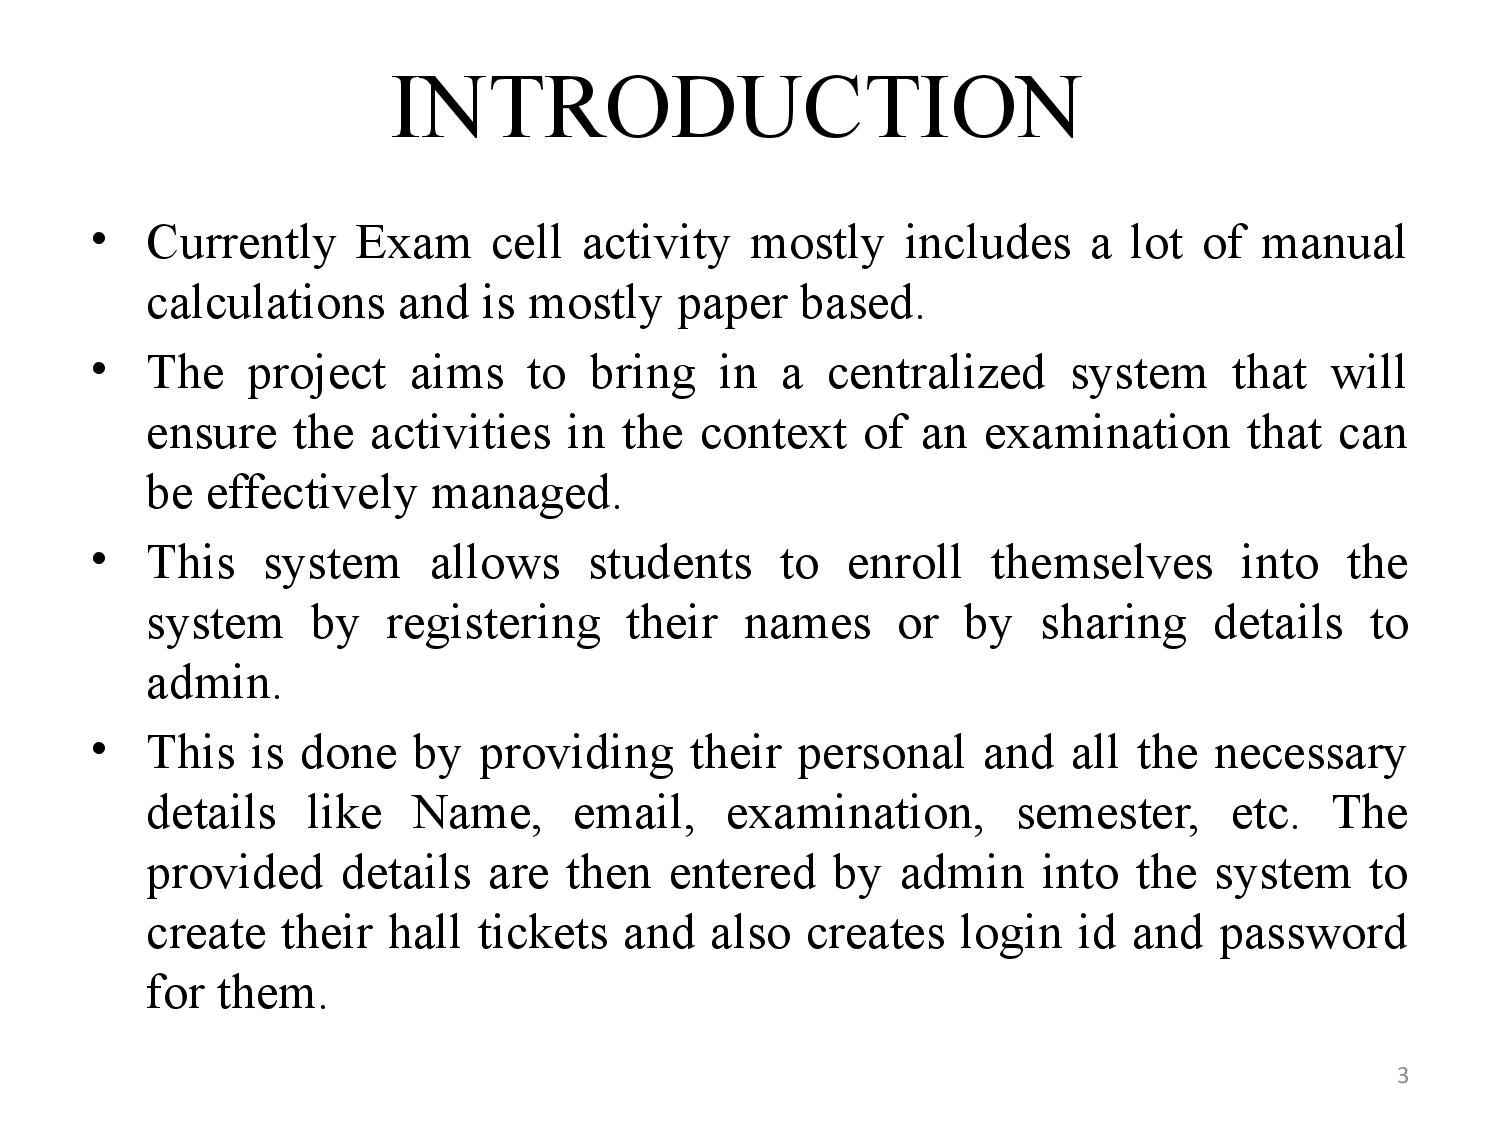 INTRODUCTION
• Currently Exam cell activity mostly includes a lot of manual
calculations and is mostly paper based.
• The project aims to bring in a centralized system that will
ensure the activities in the context of an examination that can
be effectively managed.
• This system allows students to enroll themselves into the
system by registering their names or by sharing details to
admin.
• This is done by providing their personal and all the necessary
details like Name, email, examination, semester, etc. The
provided details are then entered by admin into the system to
create their hall tickets and also creates login id and password
for them.
3